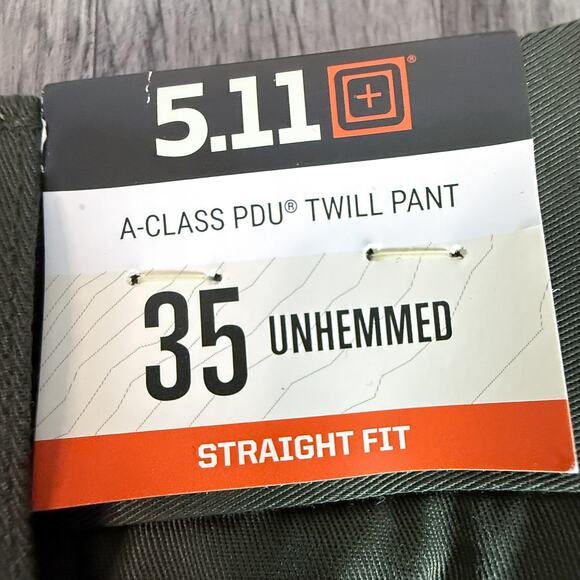 5.11®
A-CLASS PDU® TWILL PANT
35 UNHEMMED
STRAIGHT FIT